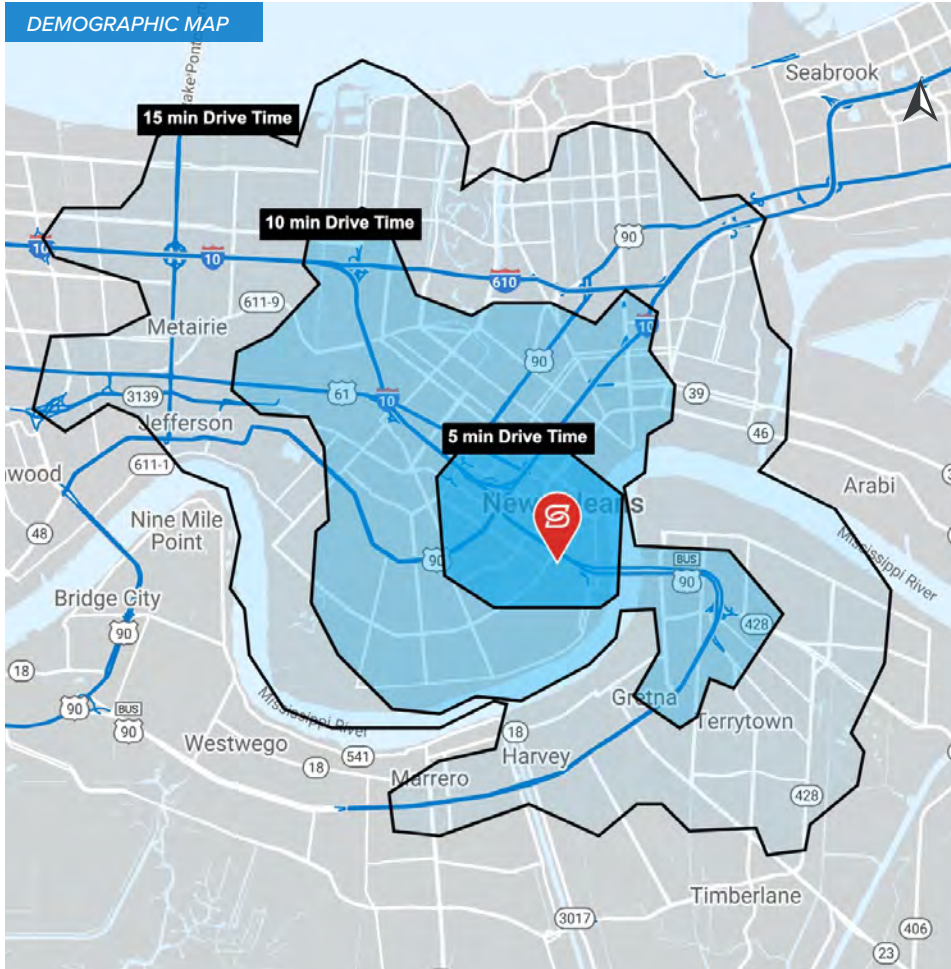 DEMOGRAPHIC MAP
Seabrook
15 min Drive Time
10 min Drive Time
90
10
10
610
611-9
Metairie
10
90
61
10
39
3139
Jefferson
5 min Drive Time
46
611-1
New Orleans
Arabi
48
Nine Mile
Point
90
BUS
90
Mississippi River
Bridge City
90
428
18
Mississippi River
Gretna
90
BUS
90
Terrytown
Westwego
18
541
18
Harvey
Marrero
428
Timberlane
3017
406
23